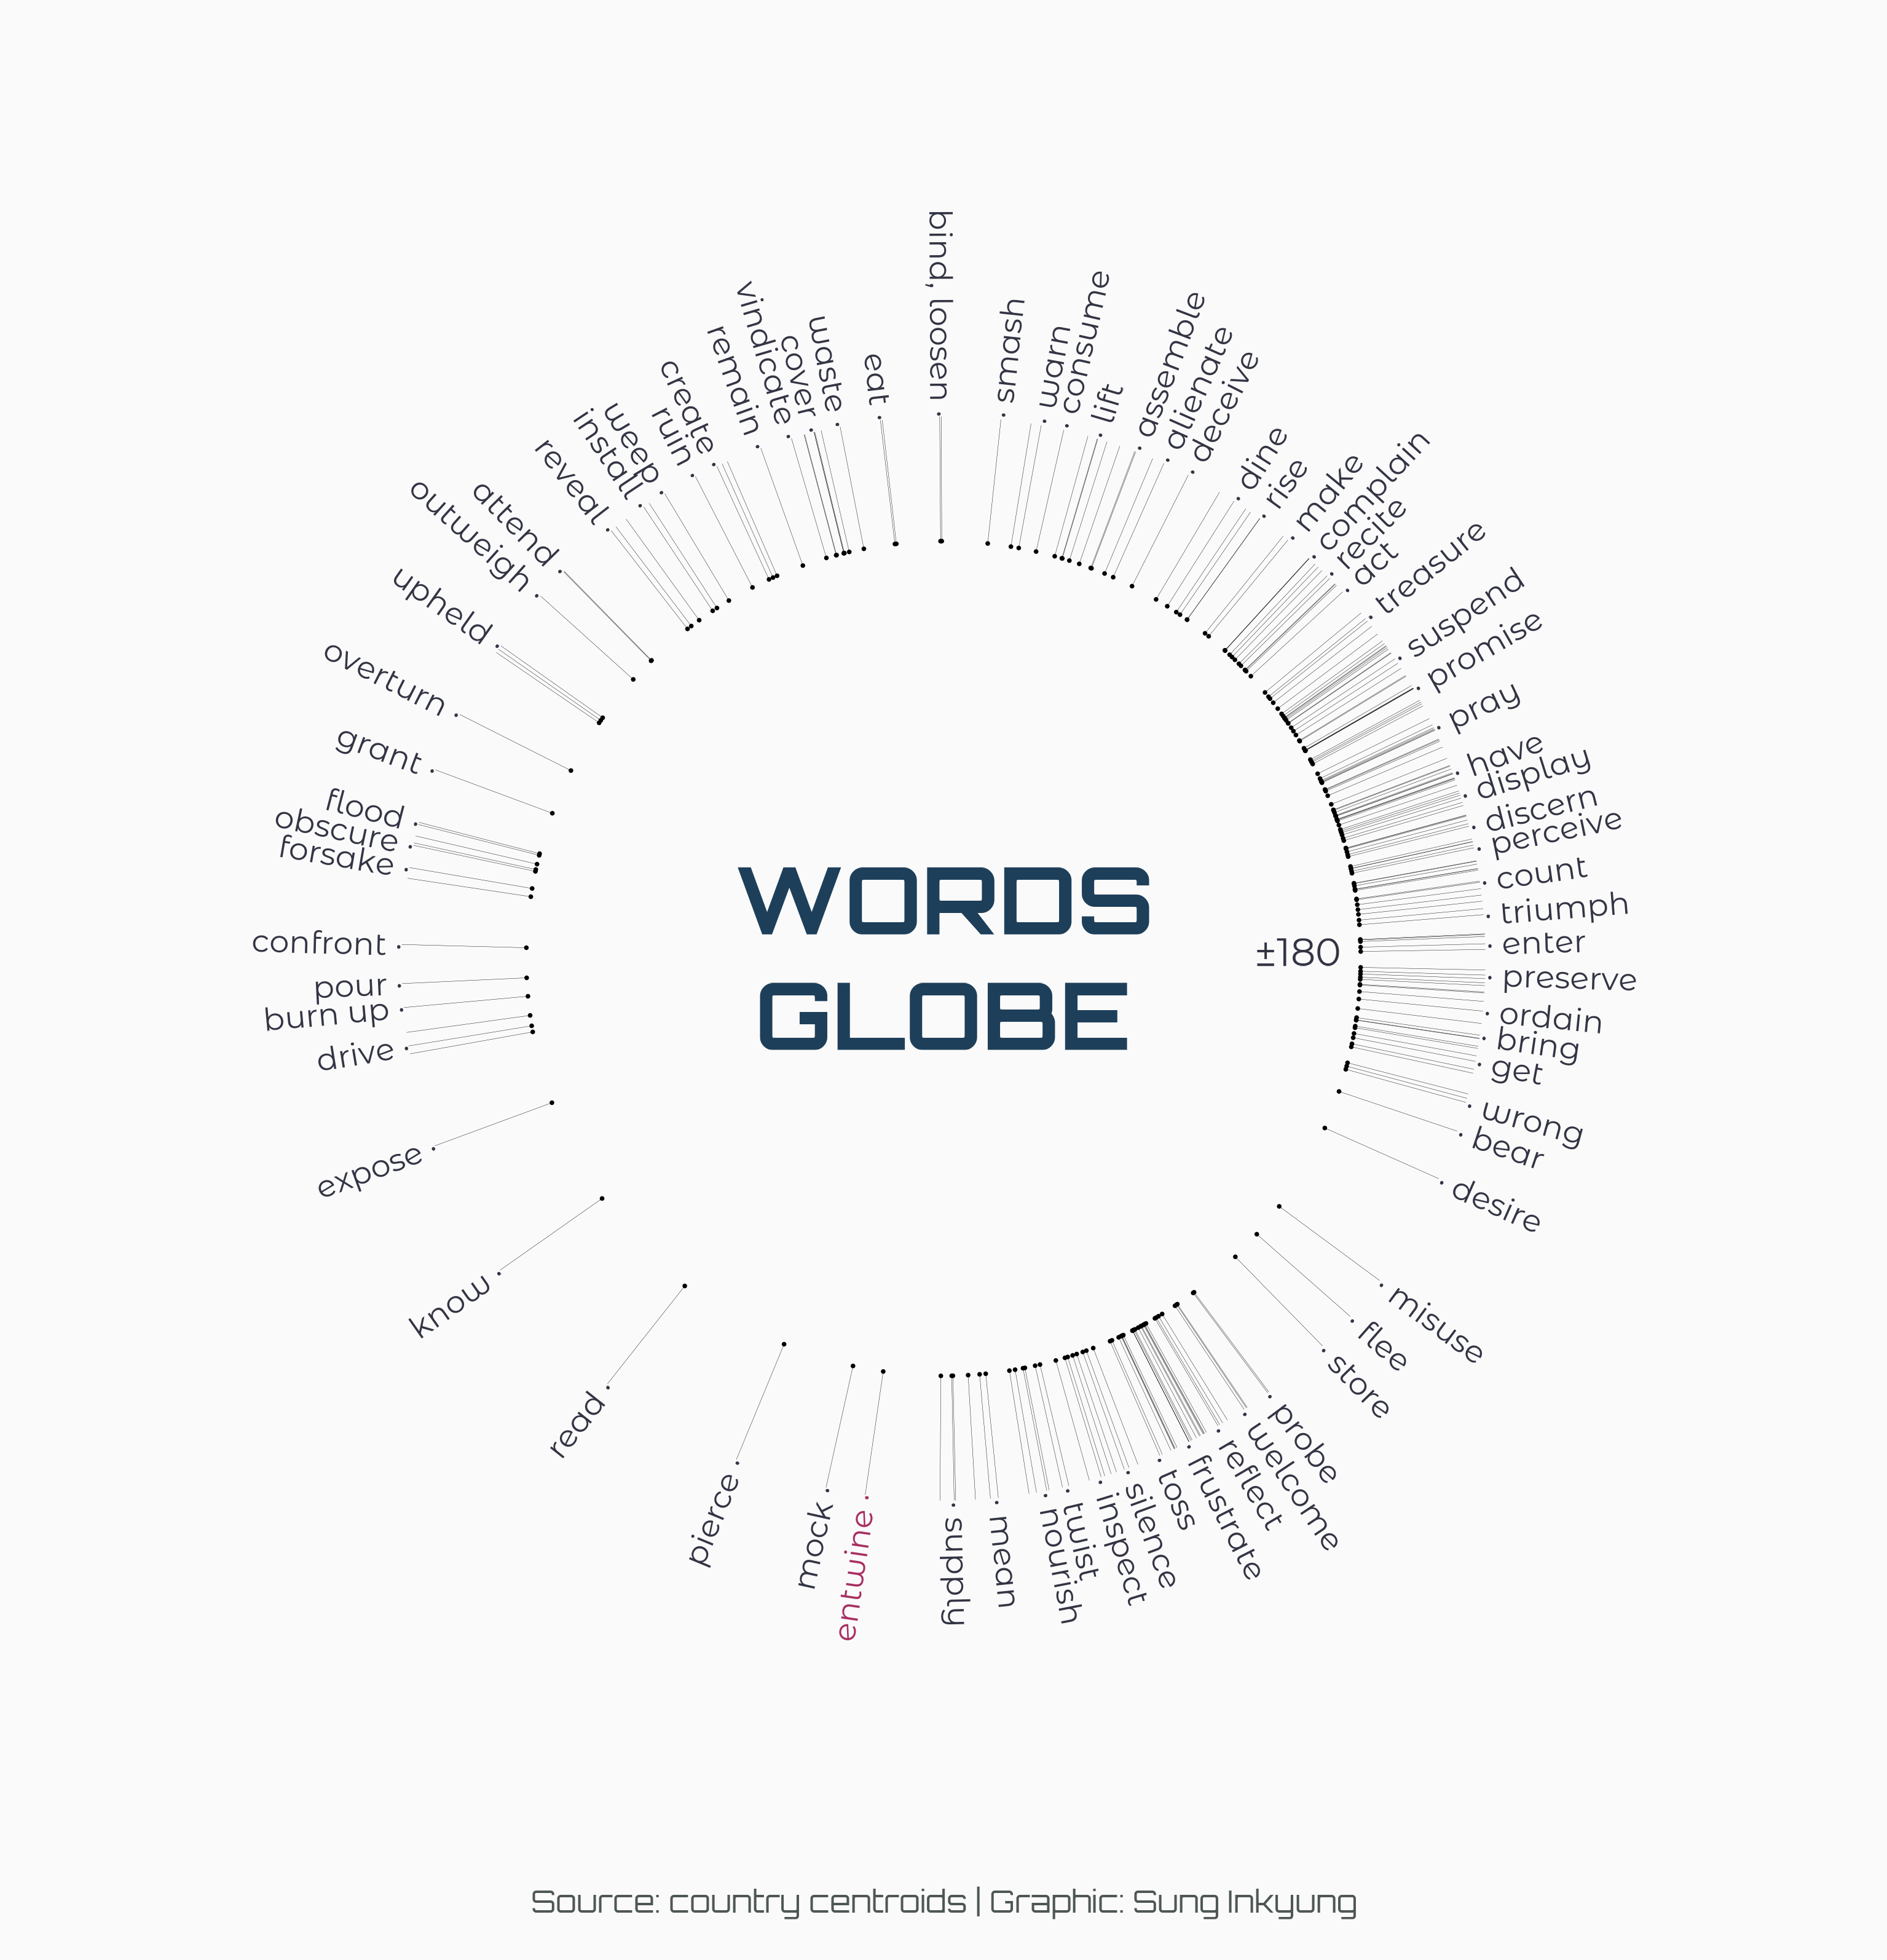 bind, loosen
smash
warn
consume
lift
assemble
alienate
deceive
dine
rise
make
complain
recite
act
treasure
suspend
promise
pray
have
display
discern
perceive
count
triumph
enter
preserve
ordain
bring
get
wrong
bear
desire
misuse
flee
store
probe
welcome
reflect
frustrate
toss
silence
inspect
twist
nourish
mean
supply
entwine
mock
pierce
read
know
expose
drive
burn up
pour
confront
forsake
obscure
flood
grant
overturn
upheld
outweigh
attend
reveal
install
weep
ruin
create
remain
vindicate
cover
waste
eat
WORDS
GLOBE
±180
Source: country centroids | Graphic: Sung Inkyung